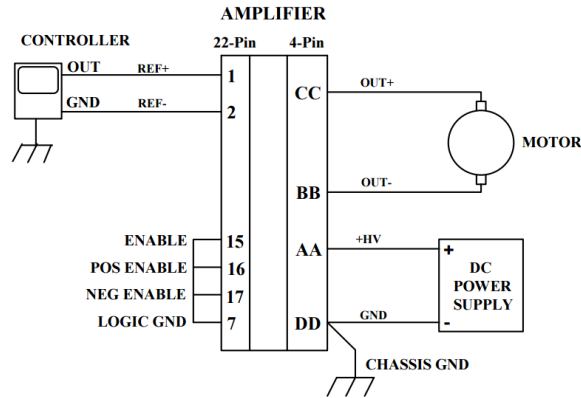 AMPLIFIER
CONTROLLER
22-Pin 4-Pin
OUT REF+ 1
GND REF- 2
CC OUT+
MOTOR
BB OUT-
ENABLE 15
POS ENABLE 16
NEG ENABLE 17
LOGIC GND 7
AA +HV +
DC
POWER
SUPPLY
DD GND -
CHASSIS GND